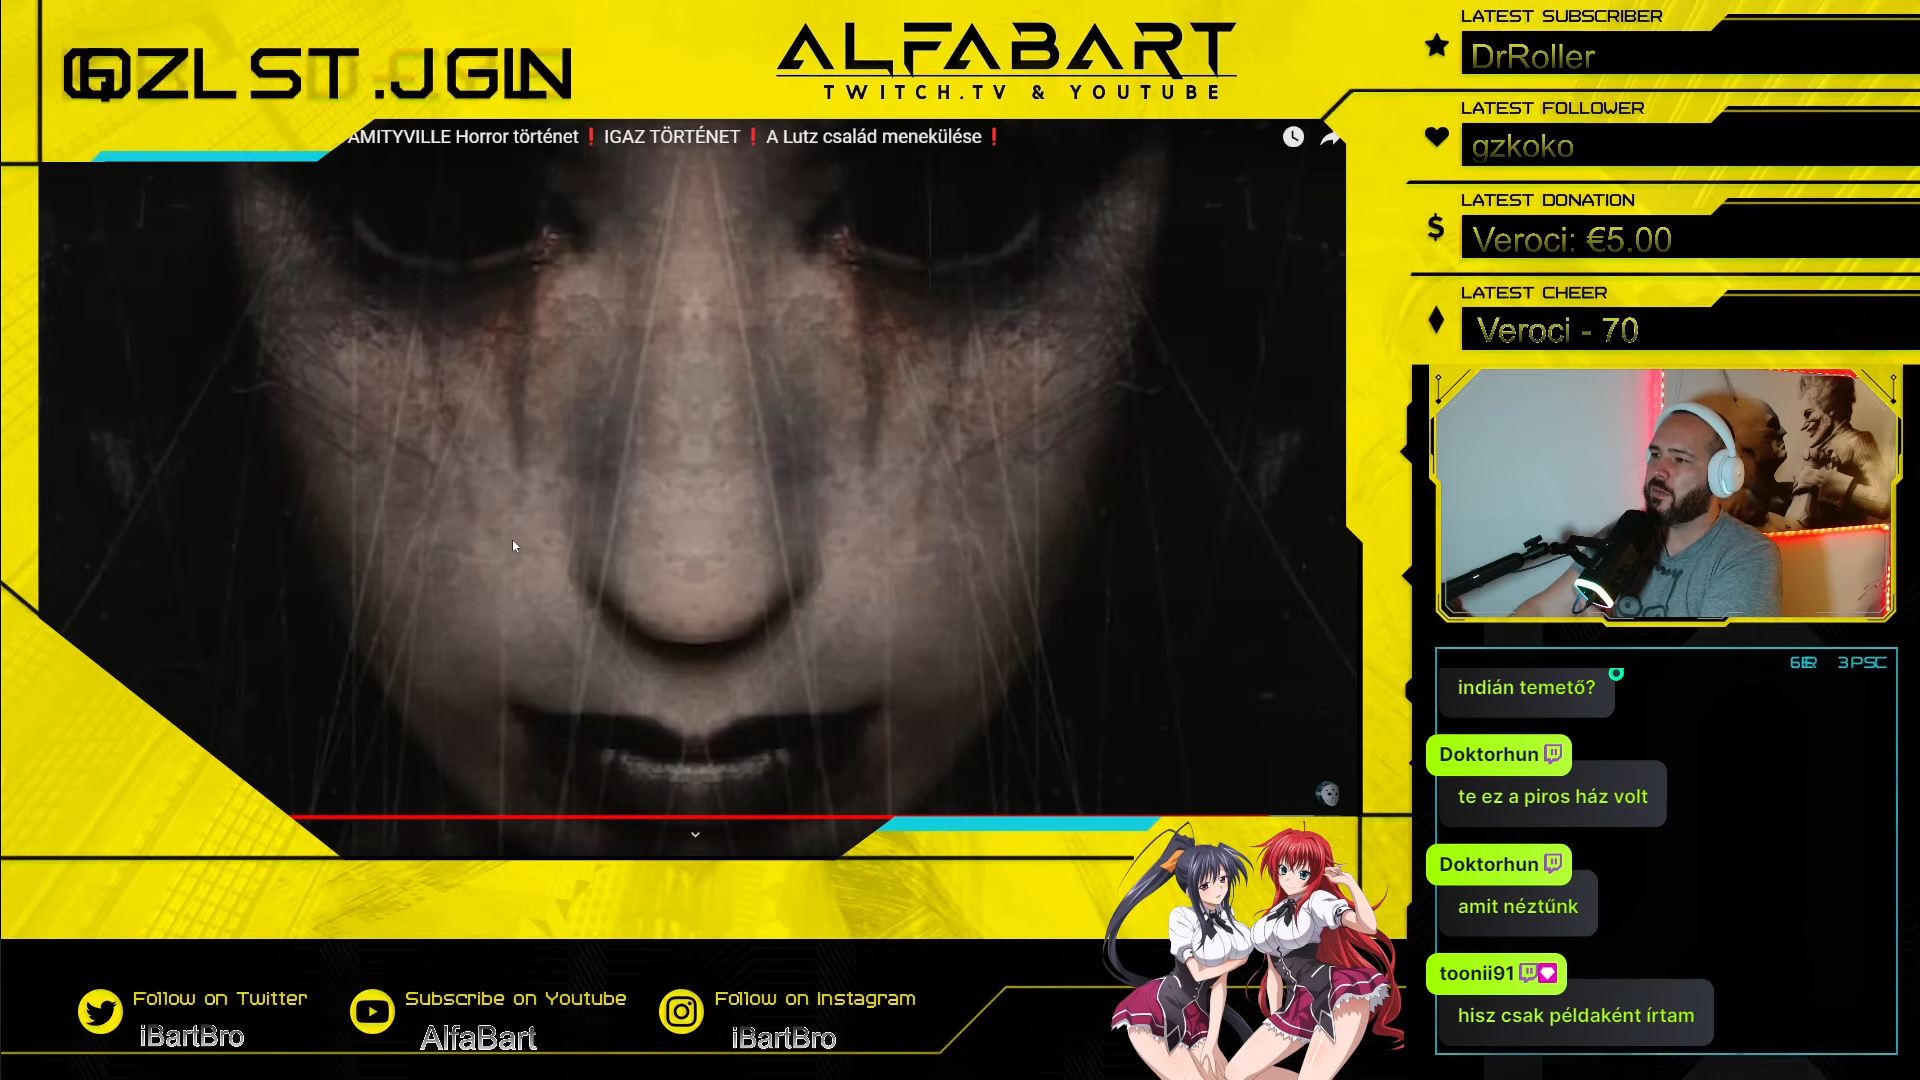 ALFABART
TWITCH.TV & YOUTUBE
AMITYVILLE Horror történet❗IGAZ TÖRTÉNET❗A Lutz család menekülése❗
LATEST SUBSCRIBER
DrRoller
LATEST FOLLOWER
gzkoko
LATEST DONATION
Veroci: €5.00
LATEST CHEER
Veroci - 70
indián temető?
Doktorhun
te ez a piros ház volt
Doktorhun
amit néztűnk
toonii91
hisz csak példaként írtam
Follow on Twitter
iBartBro
Subscribe on Youtube
AlfaBart
Follow on Instagram
iBartBro